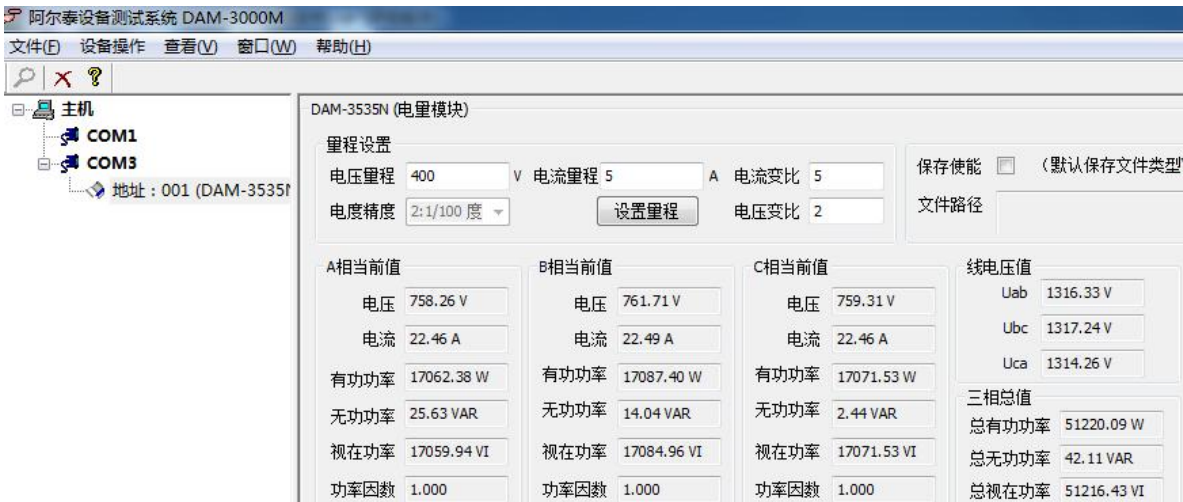 阿尔泰设备测试系统 DAM-3000M
文件(F) 设备操作 查看(V) 窗口(W) 帮助(H)
主机
COM1
COM3
地址：001 (DAM-3535N
DAM-3535N (电量模块)
量程设置
电压量程 400 V 电流量程 5 A 电流变比 5
电度精度 2:1/100 度 设置量程 电压变比 2
保存使能 （默认保存文件类型
文件路径
A相当前值
电压 758.26 V
电流 22.46 A
有功功率 17062.38 W
无功功率 25.63 VAR
视在功率 17059.94 VI
功率因数 1.000
B相当前值
电压 761.71 V
电流 22.49 A
有功功率 17087.40 W
无功功率 14.04 VAR
视在功率 17084.96 VI
功率因数 1.000
C相当前值
电压 759.31 V
电流 22.46 A
有功功率 17071.53 W
无功功率 2.44 VAR
视在功率 17071.53 VI
功率因数 1.000
线电压值
Uab 1316.33 V
Ubc 1317.24 V
Uca 1314.26 V
三相总值
总有功功率 51220.09 W
总无功功率 42.11 VAR
总视在功率 51216.43 VI